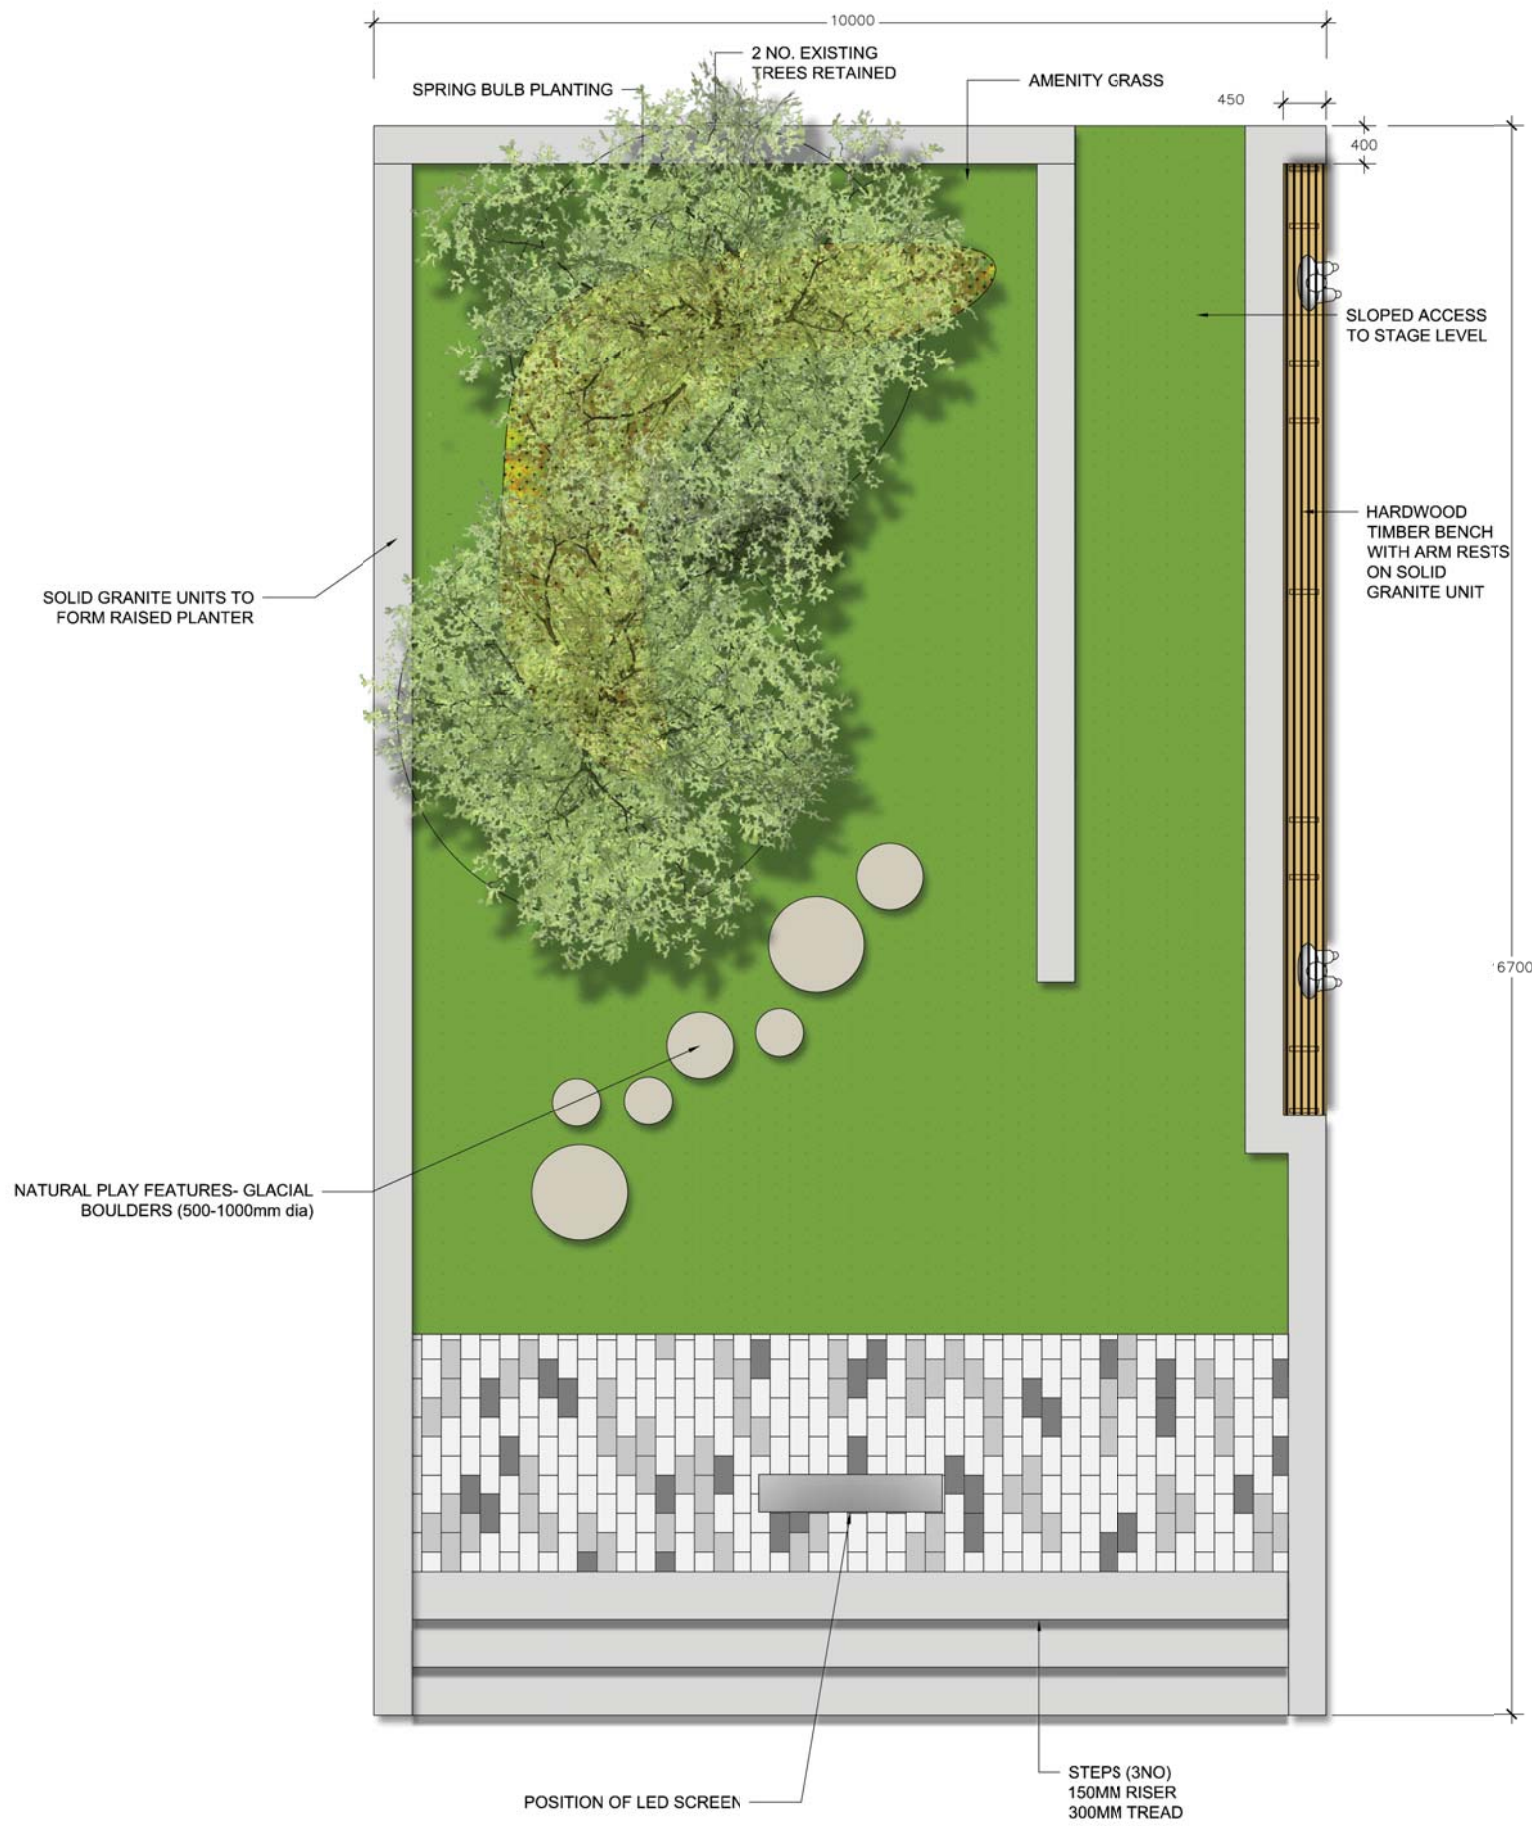 10000
2 NO. EXISTING
TREES RETAINED
SPRING BULB PLANTING
AMENITY GRASS
450
400
SLOPED ACCESS
TO STAGE LEVEL
HARDWOOD
TIMBER BENCH
WITH ARM RESTS
ON SOLID
GRANITE UNIT
SOLID GRANITE UNITS TO
FORM RAISED PLANTER
6700
NATURAL PLAY FEATURES- GLACIAL
BOULDERS (500-1000mm dia)
STEPS (3NO)
150MM RISER
300MM TREAD
POSITION OF LED SCREEN